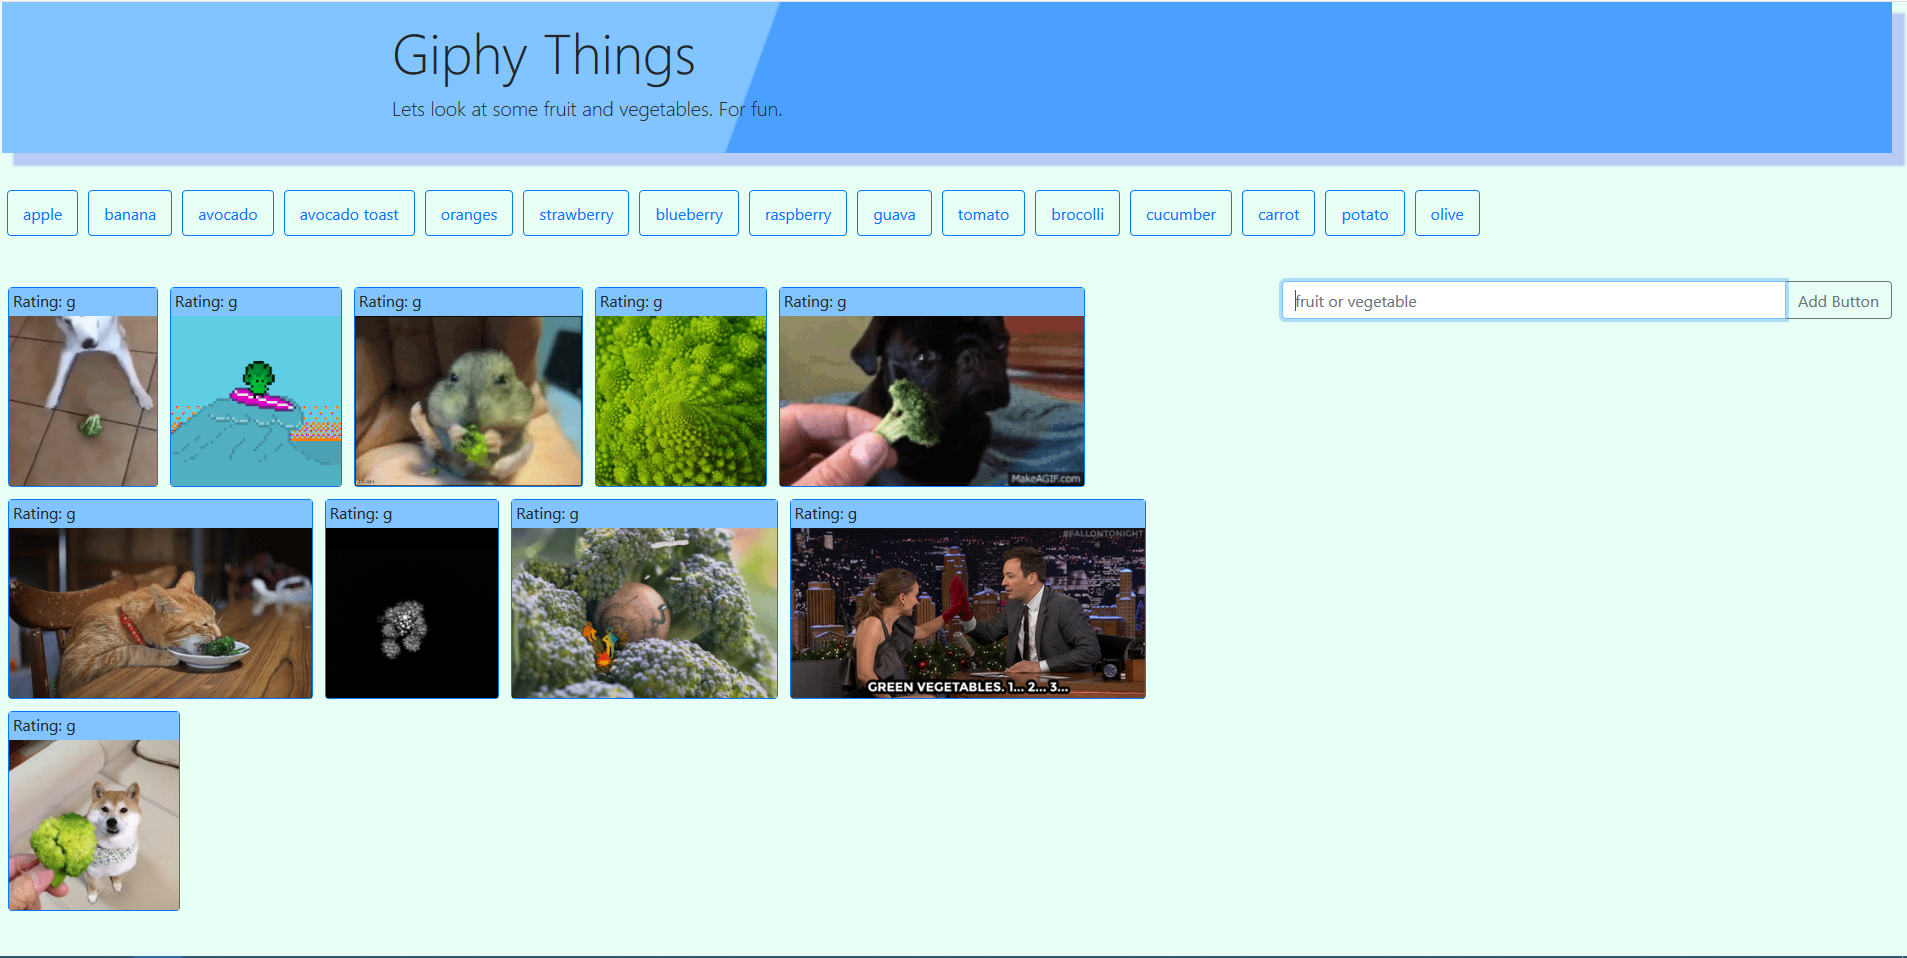 Giphy Things
Lets look at some fruit and vegetables. For fun.
apple banana avocado avocado toast oranges strawberry blueberry raspberry guava tomato brocolli cucumber carrot potato olive
fruit or vegetable Add Button
Rating: g Rating: g Rating: g Rating: g Rating: g
MakeAGIF.com
Rating: g Rating: g Rating: g Rating: g
#FALLONTONIGHT
GREEN VEGETABLES. 1... 2... 3...
Rating: g